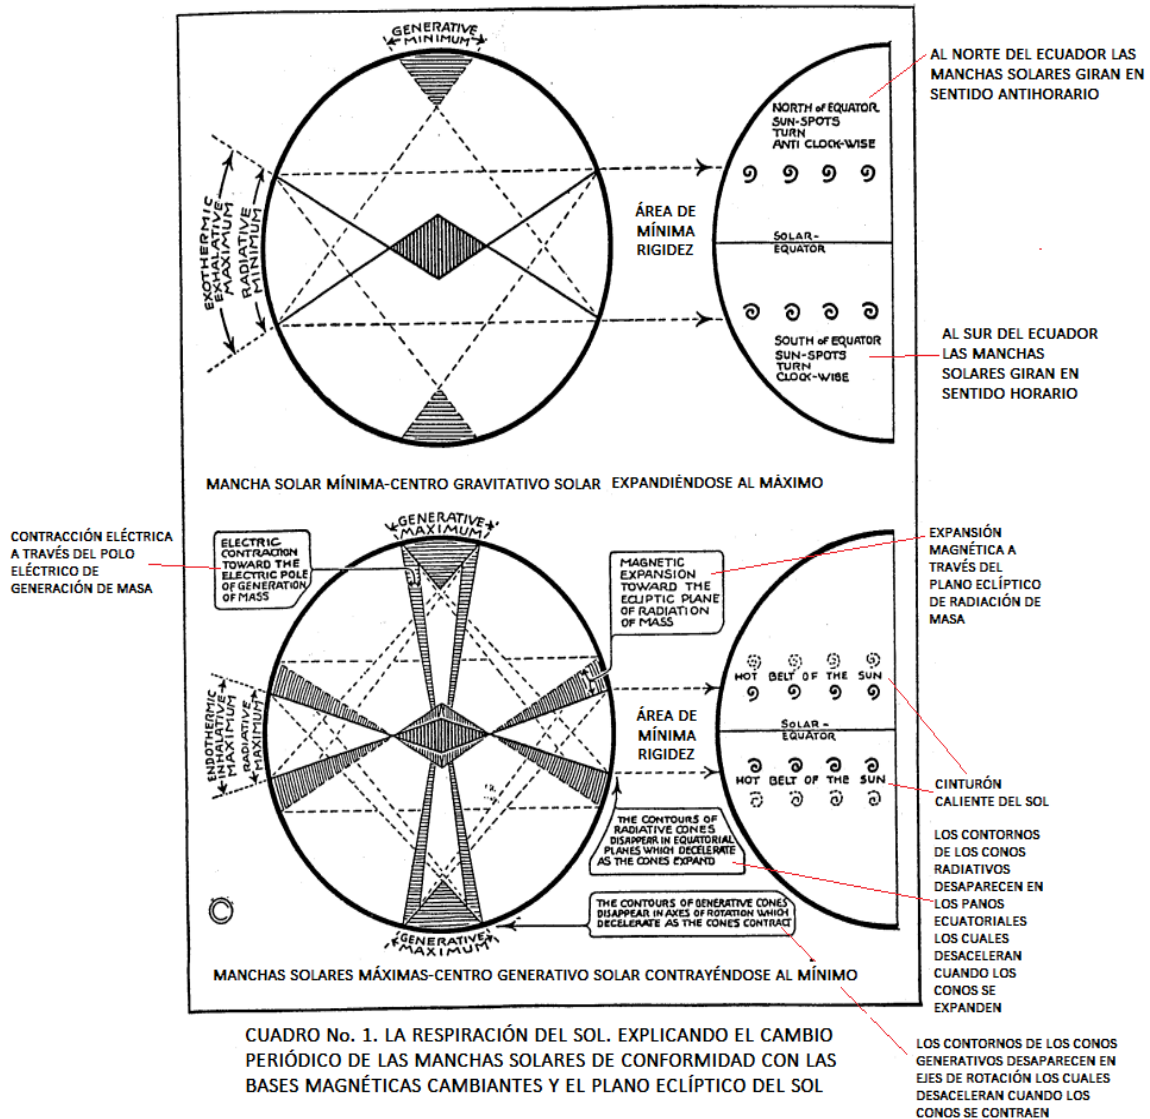 GENERATIVE
MINIMUM
EXOTHERMIC
EXHALATIVE
MAXIMUM
RADIATIVE
MINIMUM
ÁREA DE
MÍNIMA
RIGIDEZ
NORTH of EQUATOR
SUN-SPOTS
TURN
ANTI CLOCK-WISE
SOLAR-
EQUATOR
SOUTH of EQUATOR
SUN-SPOTS
TURN
CLOCK-WISE
AL NORTE DEL ECUADOR LAS
MANCHAS SOLARES GIRAN EN
SENTIDO ANTIHORARIO
AL SUR DEL ECUADOR
LAS MANCHAS
SOLARES GIRAN EN
SENTIDO HORARIO
MANCHA SOLAR MÍNIMA-CENTRO GRAVITATIVO SOLAR EXPANDIÉNDOSE AL MÁXIMO
CONTRACCIÓN ELÉCTRICA
A TRAVÉS DEL POLO
ELÉCTRICO DE
GENERACIÓN DE MASA
ELECTRIC
CONTRACTION
TOWARD THE
ELECTRIC POLE
OF GENERATION
OF MASS
GENERATIVE
MAXIMUM
MAGNETIC
EXPANSION
TOWARD THE
ECLIPTIC PLANE
OF RADIATION
OF MASS
EXPANSIÓN
MAGNÉTICA A
TRAVÉS DEL
PLANO ECLÍPTICO
DE RADIACIÓN DE
MASA
ENDOTHERMIC
INHALATIVE
MAXIMUM
RADIATIVE
MAXIMUM
ÁREA DE
MÍNIMA
RIGIDEZ
HOT BELT OF THE SUN
SOLAR-
EQUATOR
HOT BELT OF THE SUN
CINTURÓN
CALIENTE DEL SOL
THE CONTOURS OF
RADIATIVE CONES
DISAPPEAR IN EQUATORIAL
PLANES WHICH DECELERATE
AS THE CONES EXPAND
LOS CONTORNOS
DE LOS CONOS
RADIATIVOS
DESAPARECEN EN
LOS PANOS
ECUATORIALES
LOS CUALES
DESACELERAN
CUANDO LOS
CONOS SE
EXPANDEN
THE CONTOURS OF GENERATIVE CONES
DISAPPEAR IN AXES OF ROTATION WHICH
DECELERATE AS THE CONES CONTRACT
©
GENERATIVE
MAXIMUM
MANCHAS SOLARES MÁXIMAS-CENTRO GENERATIVO SOLAR CONTRAYÉNDOSE AL MÍNIMO
CUADRO No. 1. LA RESPIRACIÓN DEL SOL. EXPLICANDO EL CAMBIO
PERIÓDICO DE LAS MANCHAS SOLARES DE CONFORMIDAD CON LAS
BASES MAGNÉTICAS CAMBIANTES Y EL PLANO ECLÍPTICO DEL SOL
LOS CONTORNOS DE LOS CONOS
GENERATIVOS DESAPARECEN EN
EJES DE ROTACIÓN LOS CUALES
DESACELERAN CUANDO LOS
CONOS SE CONTRAEN